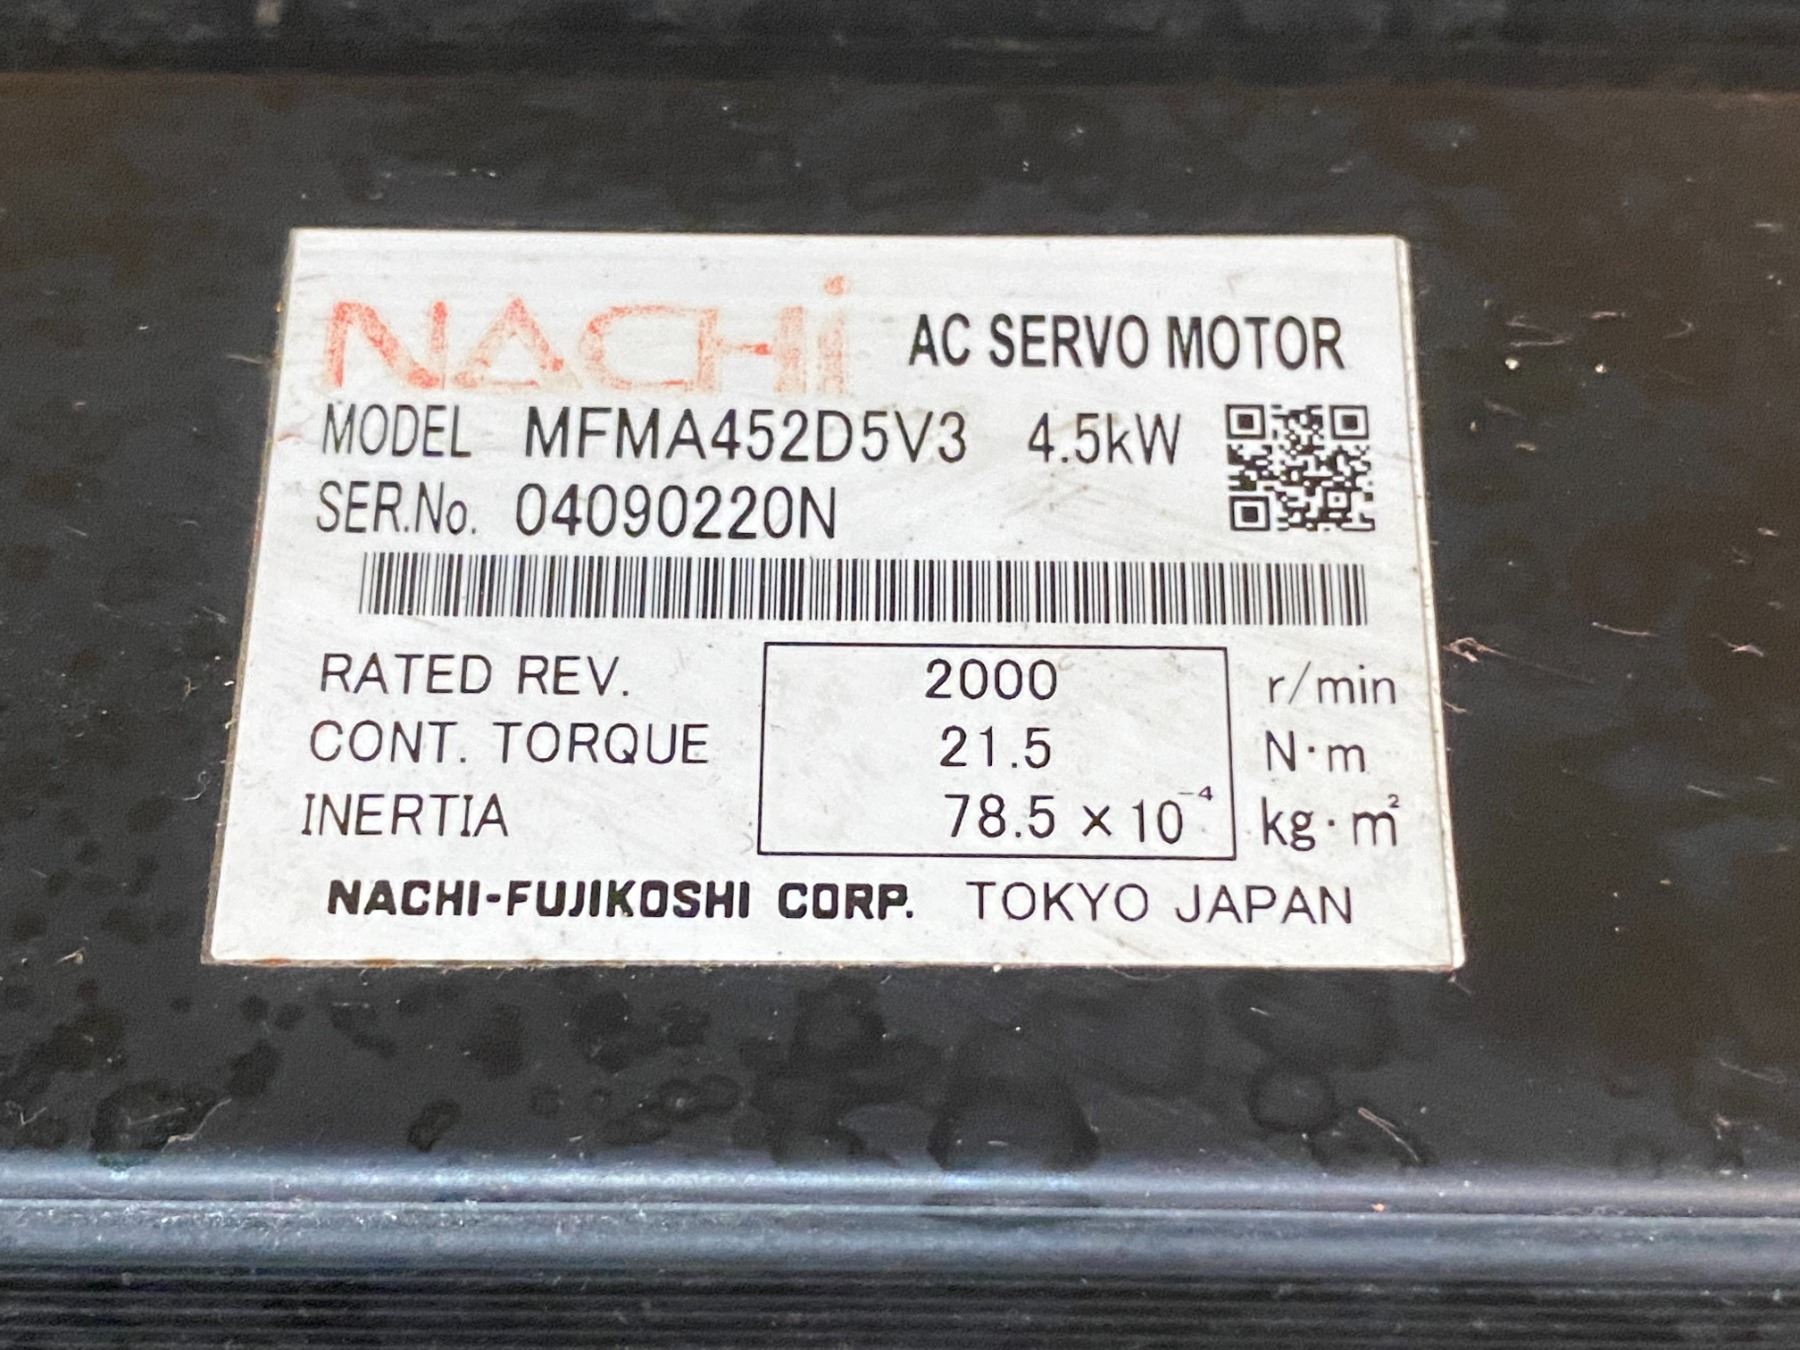 NACHi AC SERVO MOTOR
MODEL MFMA452D5V3 4.5kW
SER.No. 04090220N
RATED REV. 2000 r/min
CONT. TORQUE 21.5 N·m
INERTIA 78.5 × 10⁻⁴ kg·m²
NACHI-FUJIKOSHI CORP. TOKYO JAPAN